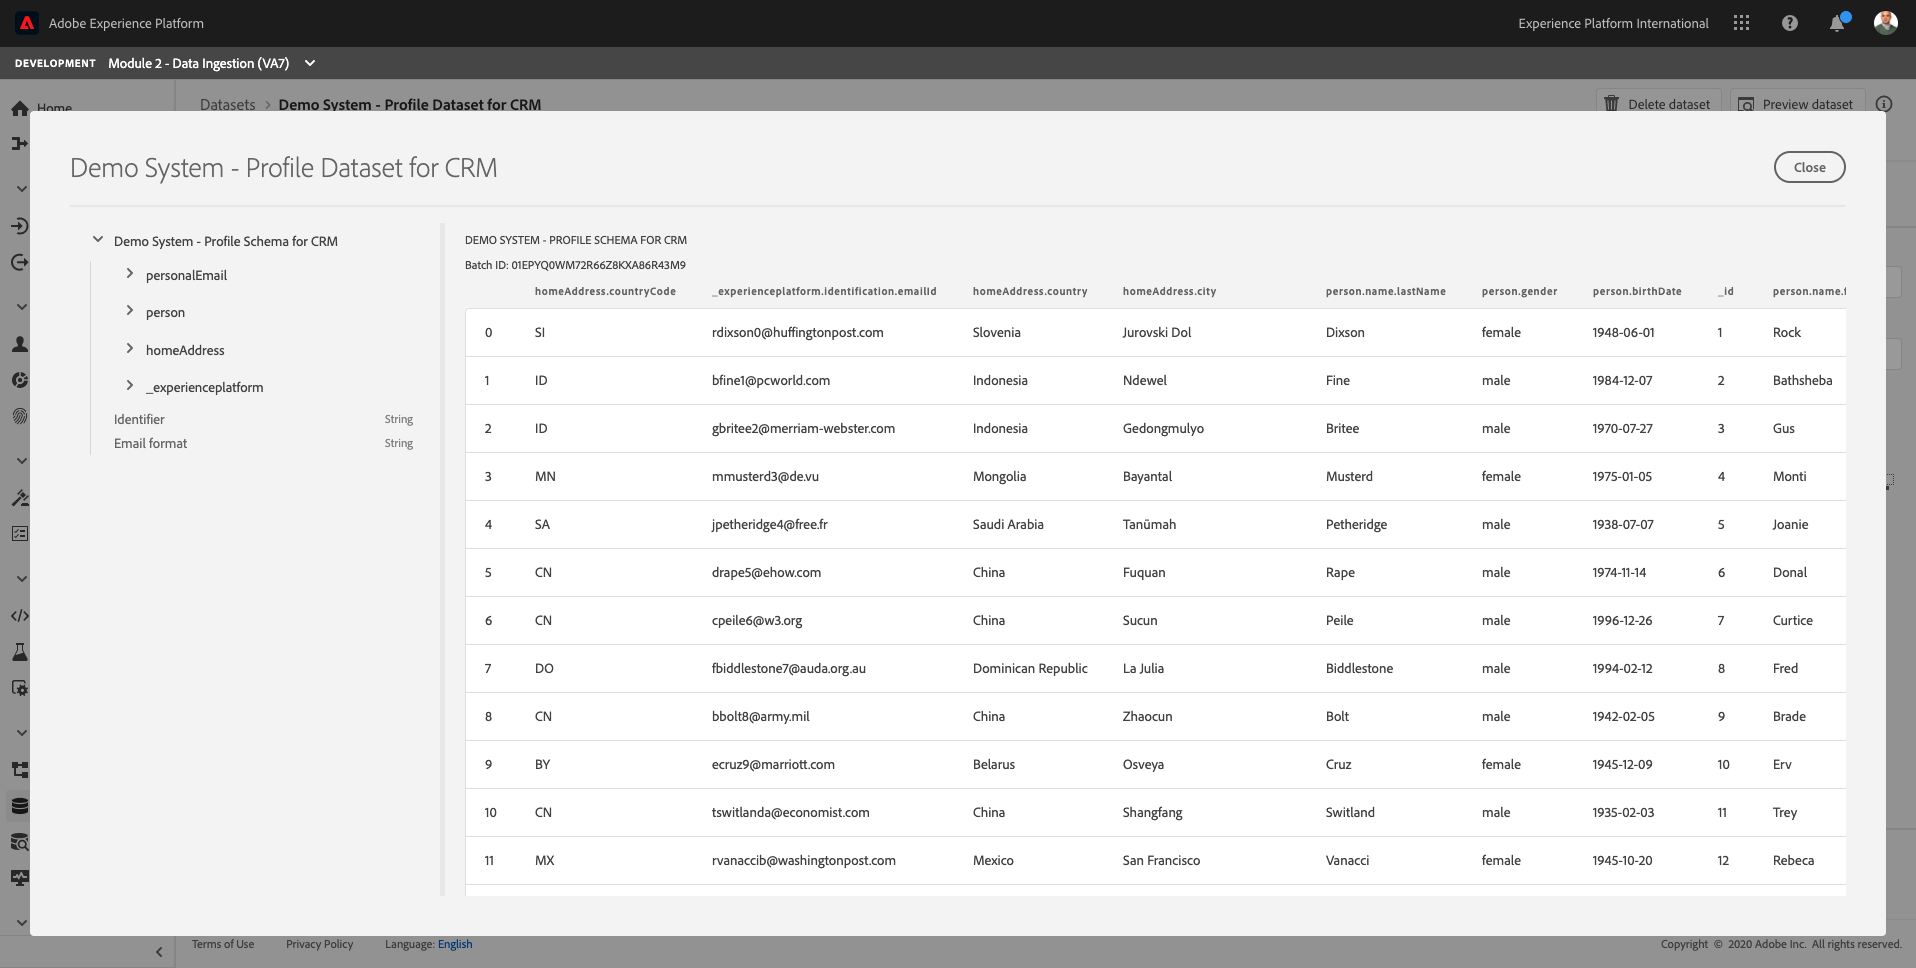 Adobe Experience Platform
Experience Platform International
DEVELOPMENT Module 2 - Data Ingestion (VA7)
Home
Datasets > Demo System - Profile Dataset for CRM
Delete dataset
Preview dataset
Demo System - Profile Dataset for CRM
Close
Demo System - Profile Schema for CRM
personalEmail
person
homeAddress
_experienceplatform
Identifier String
Email format String
DEMO SYSTEM - PROFILE SCHEMA FOR CRM
Batch ID: 01EPYQ0WM72R66Z8KXA86R43M9
homeAddress.countryCode _experienceplatform.identification.emailId homeAddress.country homeAddress.city person.name.lastName person.gender person.birthDate _id person.name.f
0 SI rdixson0@huffingtonpost.com Slovenia Jurovski Dol Dixson female 1948-06-01 1 Rock
1 ID bfine1@pcworld.com Indonesia Ndewel Fine male 1984-12-07 2 Bathsheba
2 ID gbritee2@merriam-webster.com Indonesia Gedongmulyo Britee male 1970-07-27 3 Gus
3 MN mmusterd3@de.vu Mongolia Bayantal Musterd female 1975-01-05 4 Monti
4 SA jpetheridge4@free.fr Saudi Arabia Tanūmah Petheridge male 1938-07-07 5 Joanie
5 CN drape5@ehow.com China Fuquan Rape male 1974-11-14 6 Donal
6 CN cpeile6@w3.org China Sucun Peile male 1996-12-26 7 Curtice
7 DO fbiddlestone7@auda.org.au Dominican Republic La Julia Biddlestone male 1994-02-12 8 Fred
8 CN bbolt8@army.mil China Zhaocun Bolt male 1942-02-05 9 Brade
9 BY ecruz9@marriott.com Belarus Osveya Cruz female 1945-12-09 10 Erv
10 CN tswitlanda@economist.com China Shangfang Switland male 1935-02-03 11 Trey
11 MX rvanaccib@washingtonpost.com Mexico San Francisco Vanacci female 1945-10-20 12 Rebeca
Terms of Use Privacy Policy Language: English
Copyright © 2020 Adobe Inc. All rights reserved.